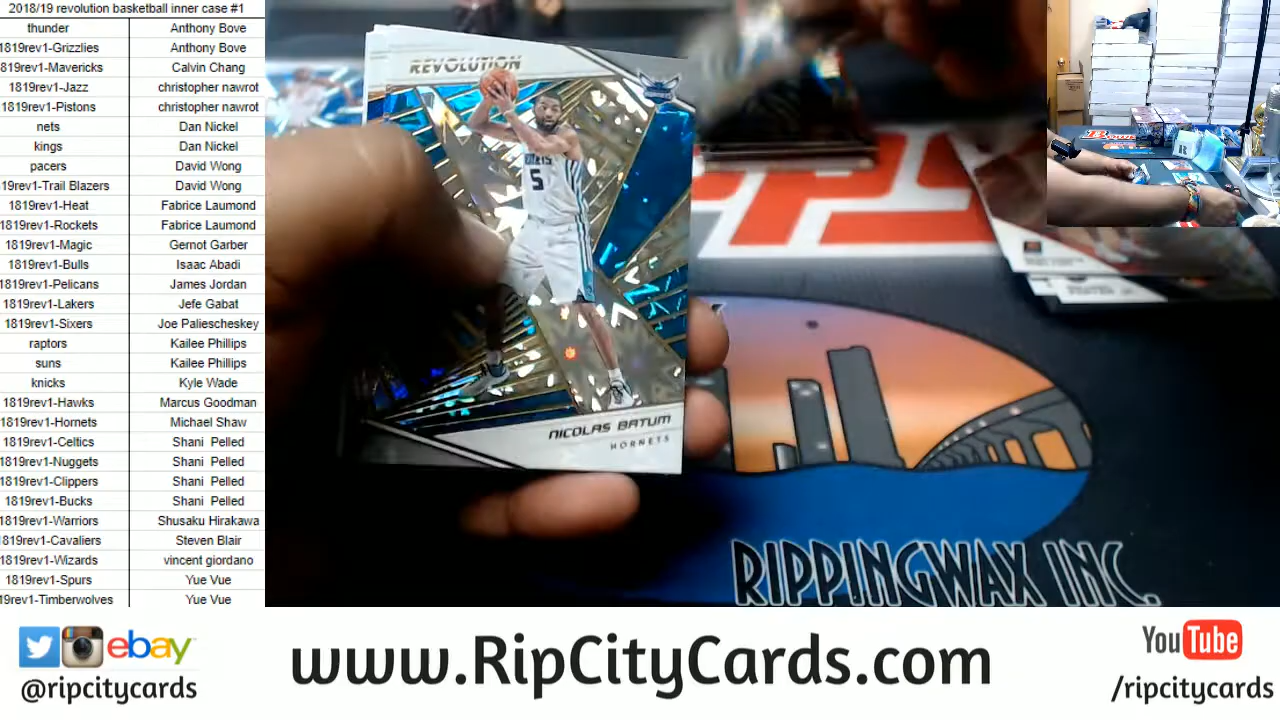 2018/19 revolution basketball inner case #1
thunder Anthony Bove
1819rev1-Grizzlies Anthony Bove
1819rev1-Mavericks Calvin Chang
1819rev1-Jazz christopher nawrot
1819rev1-Pistons christopher nawrot
nets Dan Nickel
kings Dan Nickel
pacers David Wong
19rev1-Trail Blazers David Wong
1819rev1-Heat Fabrice Laumond
1819rev1-Rockets Fabrice Laumond
1819rev1-Magic Gernot Garber
1819rev1-Bulls Isaac Abadi
1819rev1-Pelicans James Jordan
1819rev1-Lakers Jefe Gabat
1819rev1-Sixers Joe Paliescheskey
raptors Kailee Phillips
suns Kailee Phillips
knicks Kyle Wade
1819rev1-Hawks Marcus Goodman
1819rev1-Hornets Michael Shaw
1819rev1-Celtics Shani Pelled
1819rev1-Nuggets Shani Pelled
1819rev1-Clippers Shani Pelled
1819rev1-Bucks Shani Pelled
1819rev1-Warriors Shusaku Hirakawa
1819rev1-Cavaliers Steven Blair
1819rev1-Wizards vincent giordano
1819rev1-Spurs Yue Vue
19rev1-Timberwolves Yue Vue
REVOLUTION
5
NICOLAS BATUM
HORNETS
RIPPINGWAX INC.
ebay
@ripcitycards
www.RipCityCards.com
YouTube
/ripcitycards